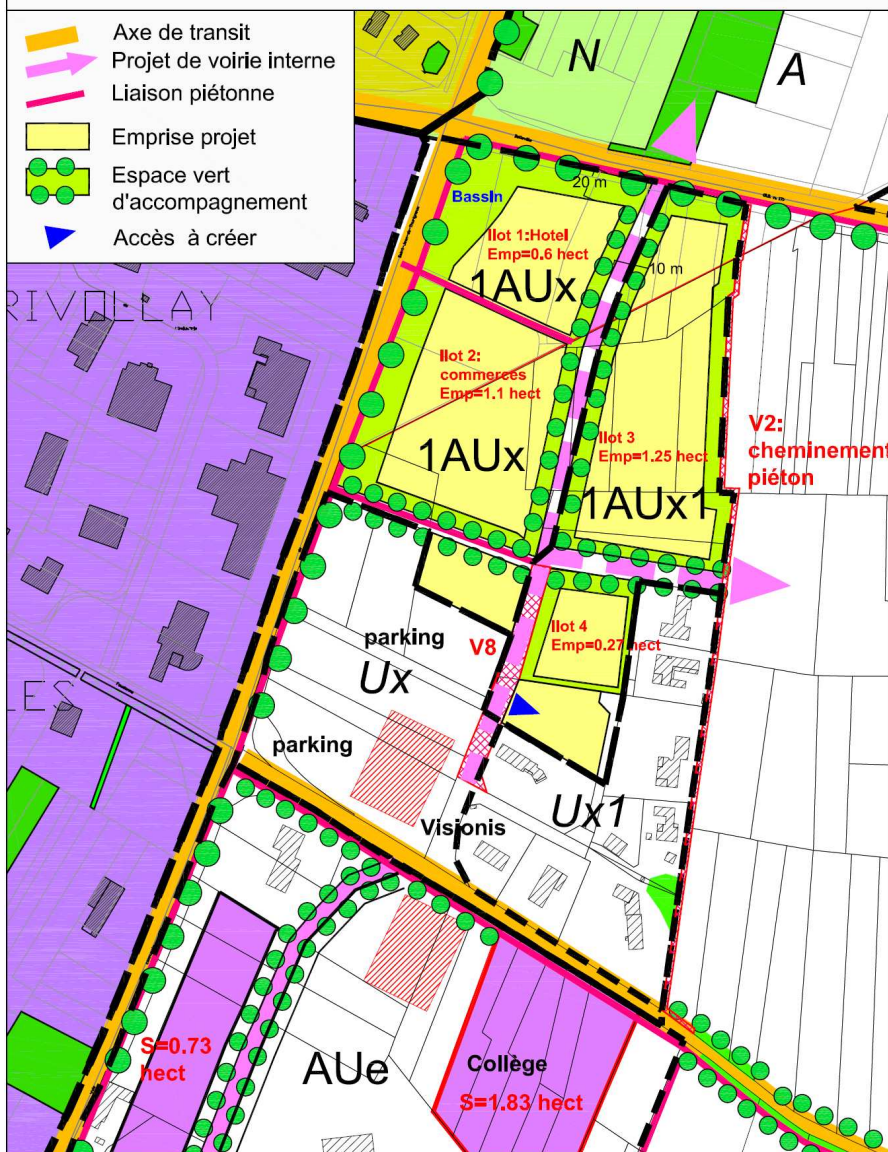 Axe de transit
Projet de voirie interne
Liaison piétonne
Emprise projet
Espace vert
d'accompagnement
Accès à créer
N
A
20 m
BassIn
Ilot 1:Hotel
Emp=0.6 hect
10 m
1AUx
RIVOLLAY
Ilot 2:
commerces
Emp=1.1 hect
V2:
cheminement
piéton
Ilot 3
Emp=1.25 hect
1AUx
1AUx1
Ilot 4
Emp=0.27 hect
parking
V8
Ux
LES
parking
Visionis
Ux1
S=0.73
hect
AUe
Collège
S=1.83 hect